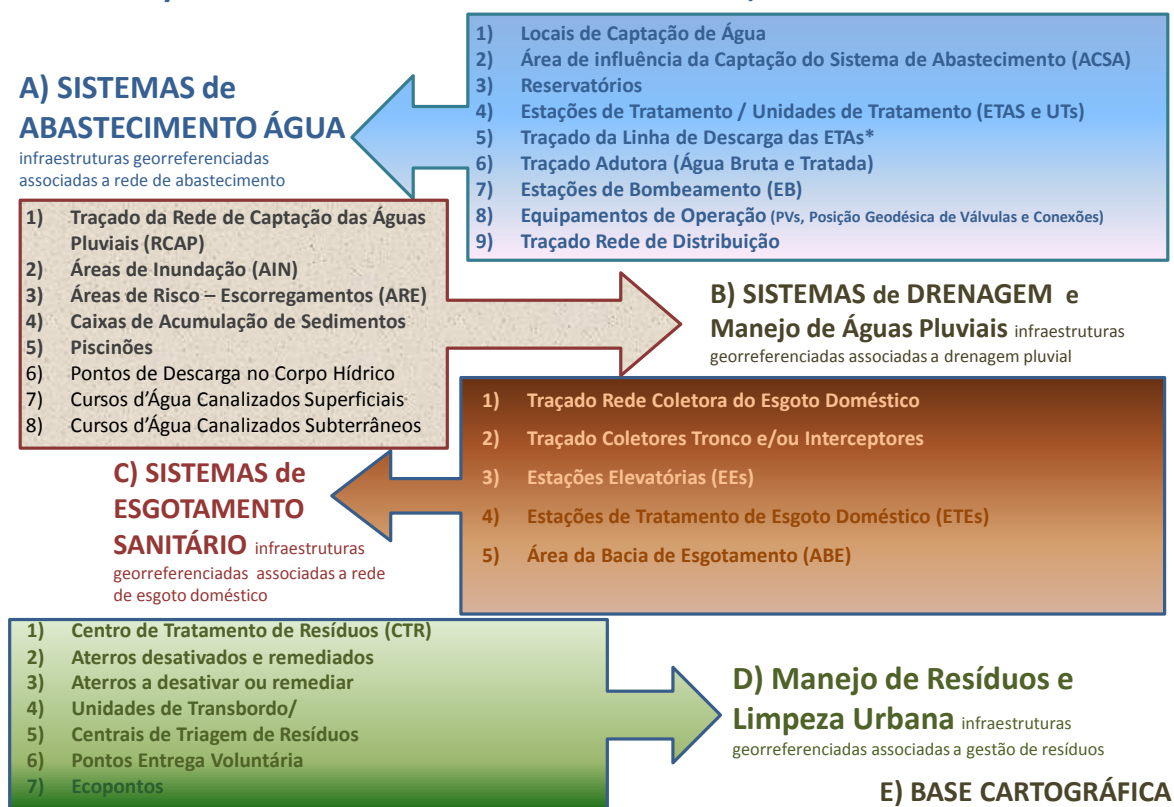 1) Locais de Captação de Água
2) Área de influência da Captação do Sistema de Abastecimento (ACSA)
3) Reservatórios
4) Estações de Tratamento / Unidades de Tratamento (ETAS e UTs)
5) Traçado da Linha de Descarga das ETAs*
6) Traçado Adutora (Água Bruta e Tratada)
7) Estações de Bombeamento (EB)
8) Equipamentos de Operação (PVs, Posição Geodésica de Válvulas e Conexões)
9) Traçado Rede de Distribuição
A) SISTEMAS de
ABASTECIMENTO ÁGUA
infraestruturas georreferenciadas
associadas a rede de abastecimento
1) Traçado da Rede de Captação das Águas
Pluviais (RCAP)
2) Áreas de Inundação (AIN)
3) Áreas de Risco – Escorregamentos (ARE)
4) Caixas de Acumulação de Sedimentos
5) Piscinões
6) Pontos de Descarga no Corpo Hídrico
7) Cursos d'Água Canalizados Superficiais
8) Cursos d'Água Canalizados Subterrâneos
B) SISTEMAS de DRENAGEM e
Manejo de Águas Pluviais infraestruturas
georreferenciadas associadas a drenagem pluvial
1) Traçado Rede Coletora do Esgoto Doméstico
2) Traçado Coletores Tronco e/ou Interceptores
3) Estações Elevatórias (EEs)
4) Estações de Tratamento de Esgoto Doméstico (ETEs)
5) Área da Bacia de Esgotamento (ABE)
C) SISTEMAS de
ESGOTAMENTO
SANITÁRIO infraestruturas
georreferenciadas associadas a rede
de esgoto doméstico
1) Centro de Tratamento de Resíduos (CTR)
2) Aterros desativados e remediados
3) Aterros a desativar ou remediar
4) Unidades de Transbordo/
5) Centrais de Triagem de Resíduos
6) Pontos Entrega Voluntária
7) Ecopontos
D) Manejo de Resíduos e
Limpeza Urbana infraestruturas
georreferenciadas associadas a gestão de resíduos
E) BASE CARTOGRÁFICA